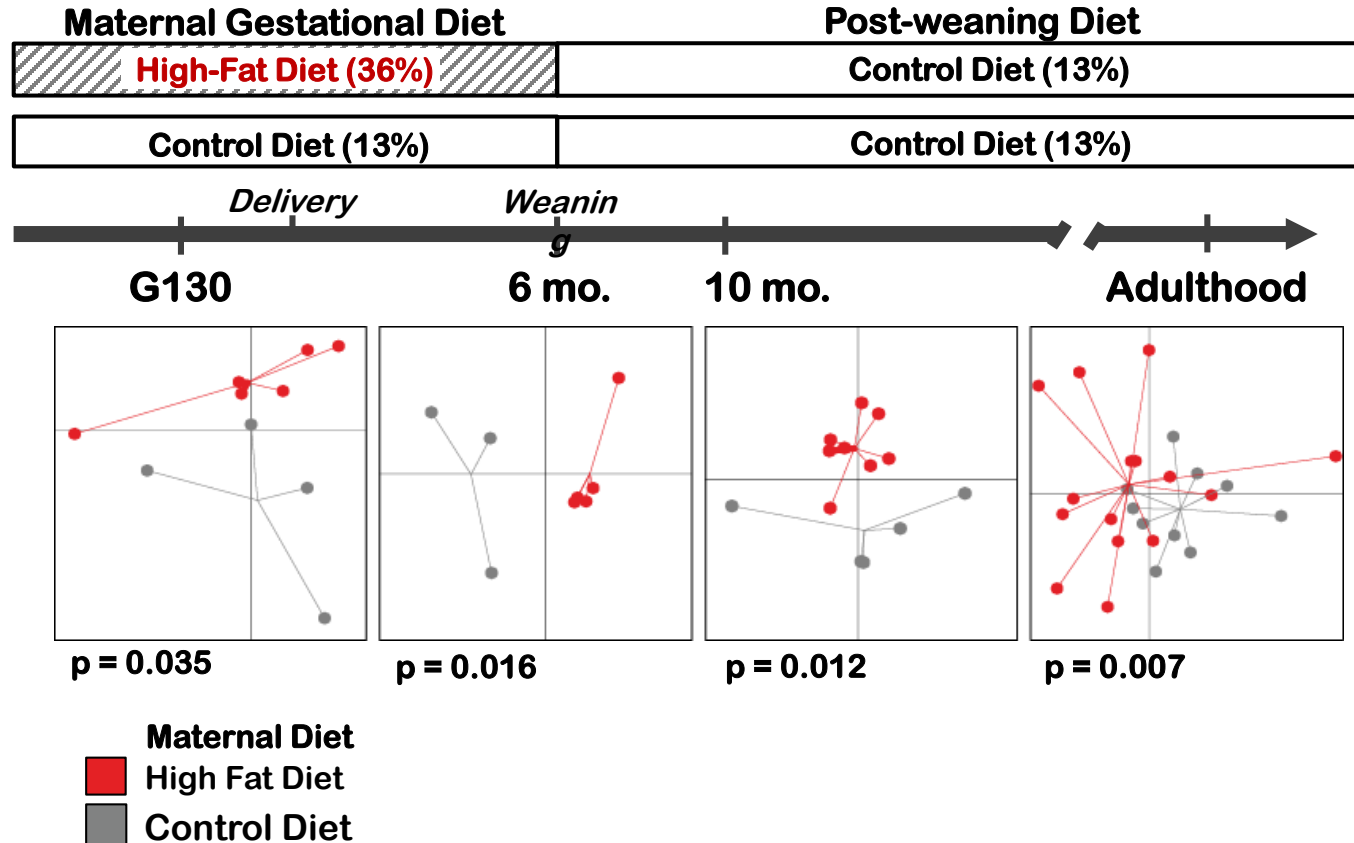 Maternal Gestational Diet
Post-weaning Diet
High-Fat Diet (36%)
Control Diet (13%)
Control Diet (13%)
Control Diet (13%)
Delivery
Weanin
g
G130
6 mo.
10 mo.
Adulthood
p = 0.035
p = 0.016
p = 0.012
p = 0.007
Maternal Diet
High Fat Diet
Control Diet